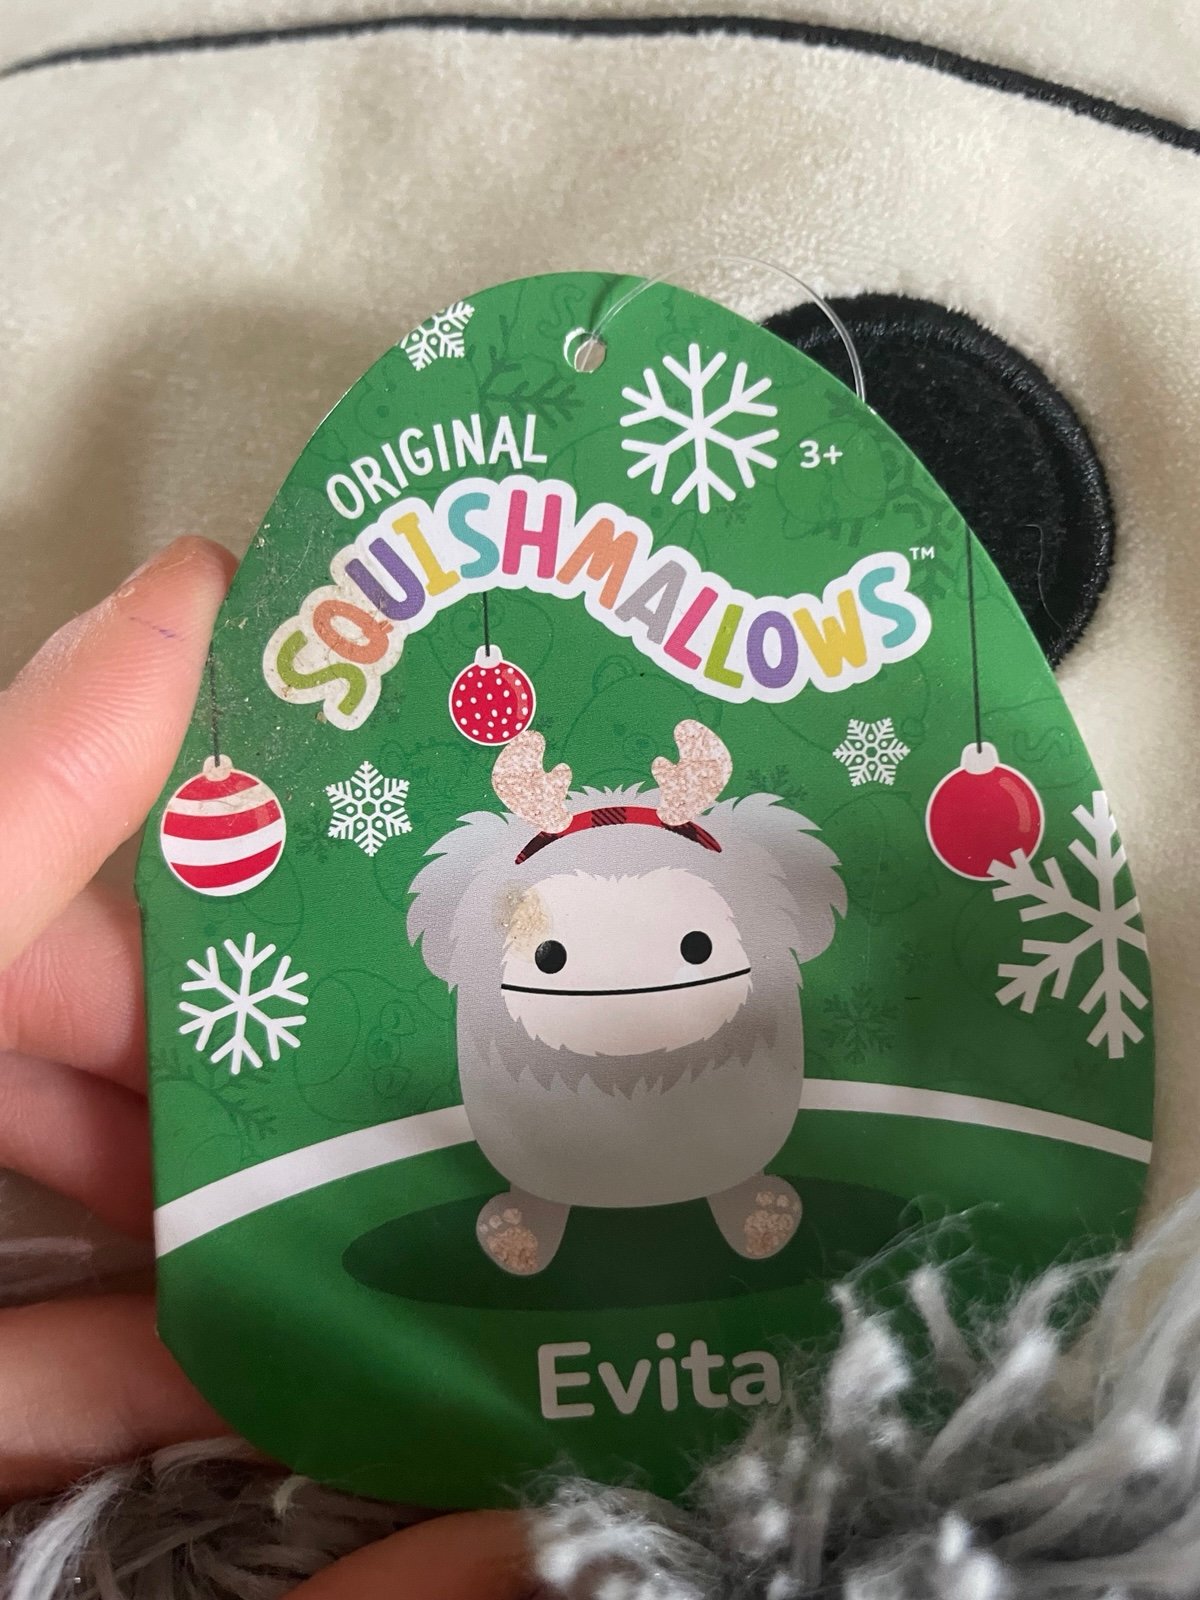 ORIGINAL
3+
SQUISHMALLOWS™
Evita